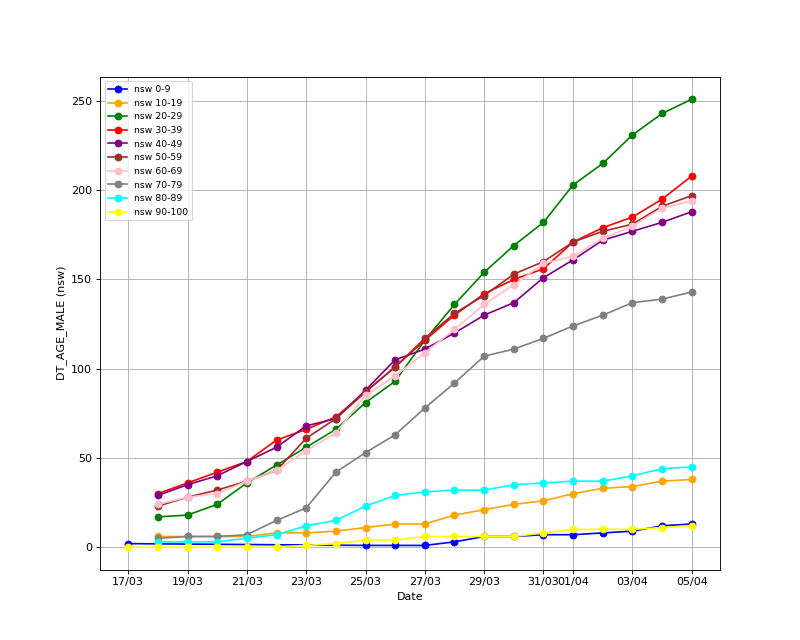 nsw 0-9
nsw 10-19
nsw 20-29
nsw 30-39
nsw 40-49
nsw 50-59
nsw 60-69
nsw 70-79
nsw 80-89
nsw 90-100
250
200
150
100
50
0
DT_AGE_MALE (nsw)
17/03 19/03 21/03 23/03 25/03 27/03 29/03 31/03 01/04 03/04 05/04
Date